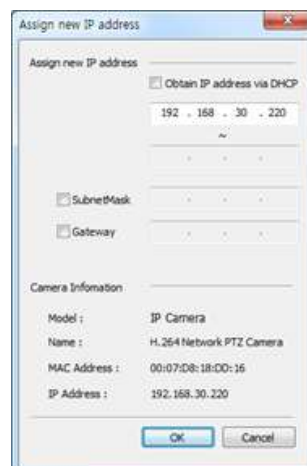 Assign new IP address
Assign new IP address
Obtain IP address via DHCP
192 . 168 . 30 . 220
~
. . .
SubnetMask
. . .
Gateway
. . .
Camera Infomation
Model : IP Camera
Name : H.264 Network PTZ Camera
MAC Address : 00:07:D8:18:DD:16
IP Address : 192.168.30.220
OK Cancel